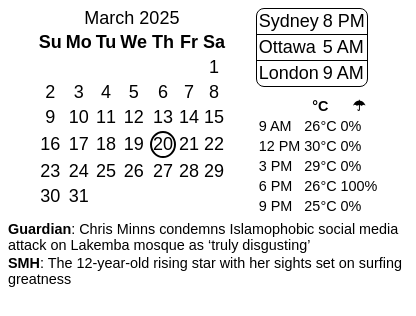 March 2025
Su Mo Tu We Th Fr Sa
1
2 3 4 5 6 7 8
9 10 11 12 13 14 15
16 17 18 19 20 21 22
23 24 25 26 27 28 29
30 31
Sydney 8 PM
Ottawa 5 AM
London 9 AM
°C ☂
9 AM 26°C 0%
12 PM 30°C 0%
3 PM 29°C 0%
6 PM 26°C 100%
9 PM 25°C 0%
Guardian: Chris Minns condemns Islamophobic social media
attack on Lakemba mosque as ‘truly disgusting’
SMH: The 12-year-old rising star with her sights set on surfing
greatness